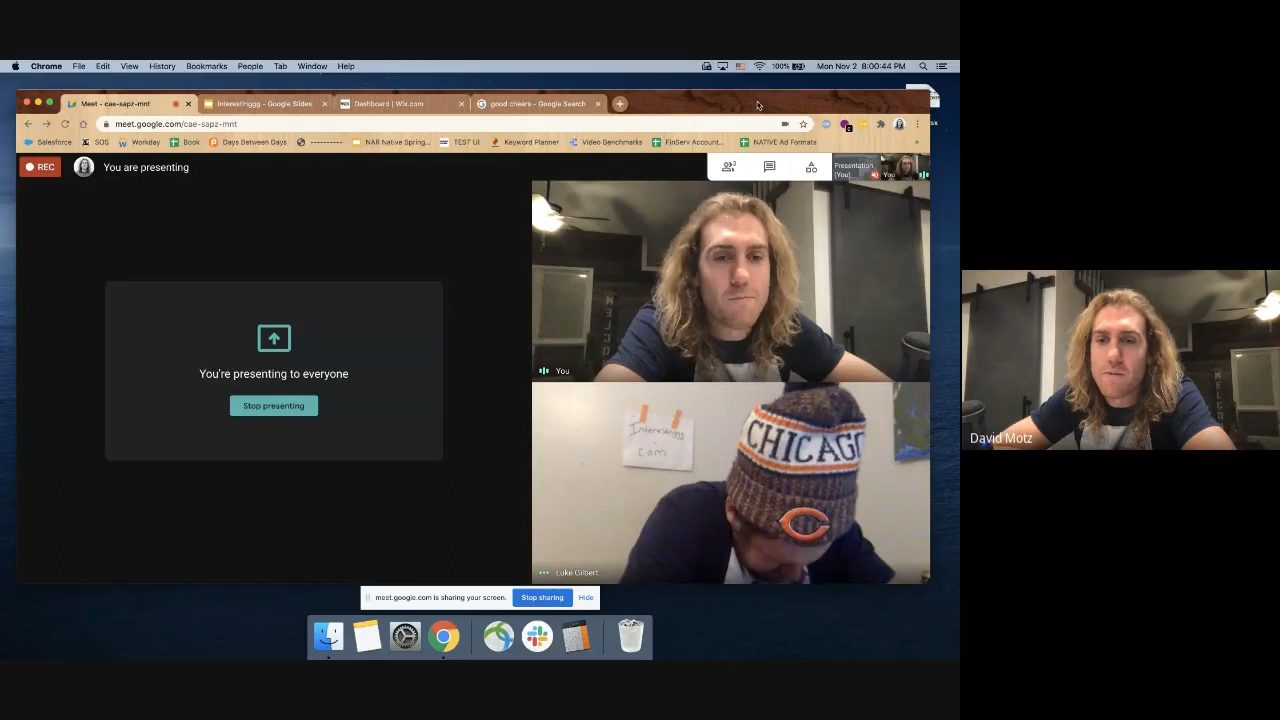 Chrome File Edit View History Bookmarks People Tab Window Help
100% Mon Nov 2 8:00:44 PM
Meet - cae-sapz-mnt
Interestinggg - Google Slides
Dashboard | Wix.com
good cheers - Google Search
meet.google.com/cae-sapz-mnt
Salesforce SOS Workday Book Days Between Days NAR Native Spring... TEST UI Keyword Planner Video Benchmarks FinServ Account... NATIVE Ad Formats »
REC
You are presenting
3
Presentation
(You)
You
You're presenting to everyone
Stop presenting
WELCOME
You
Interestinggg
.
com
CHICAGO
C
Luke Gilbert
David Motz
meet.google.com is sharing your screen. Stop sharing Hide